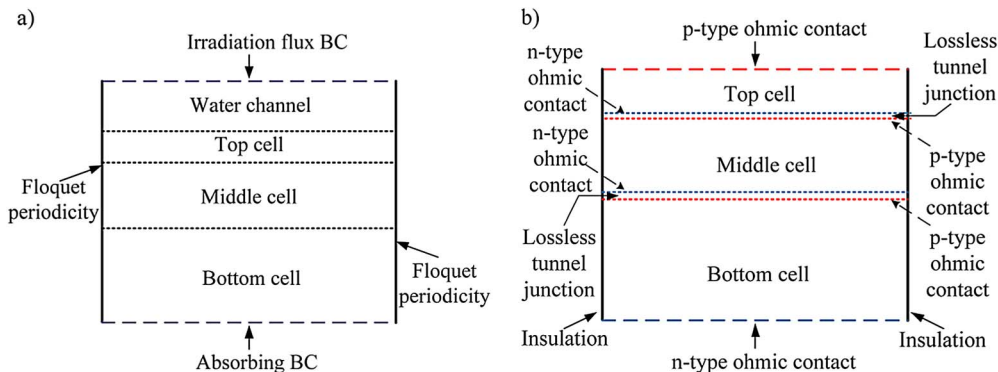 a)
Irradiation flux BC
Water channel
Top cell
Floquet
periodicity
Middle cell
Floquet
periodicity
Bottom cell
Absorbing BC
b)
p-type ohmic contact
n-type
ohmic
contact
Lossless
tunnel
junction
Top cell
n-type
ohmic
contact
Middle cell
p-type
ohmic
contact
Lossless
tunnel
junction
p-type
ohmic
contact
Bottom cell
Insulation
Insulation
n-type ohmic contact